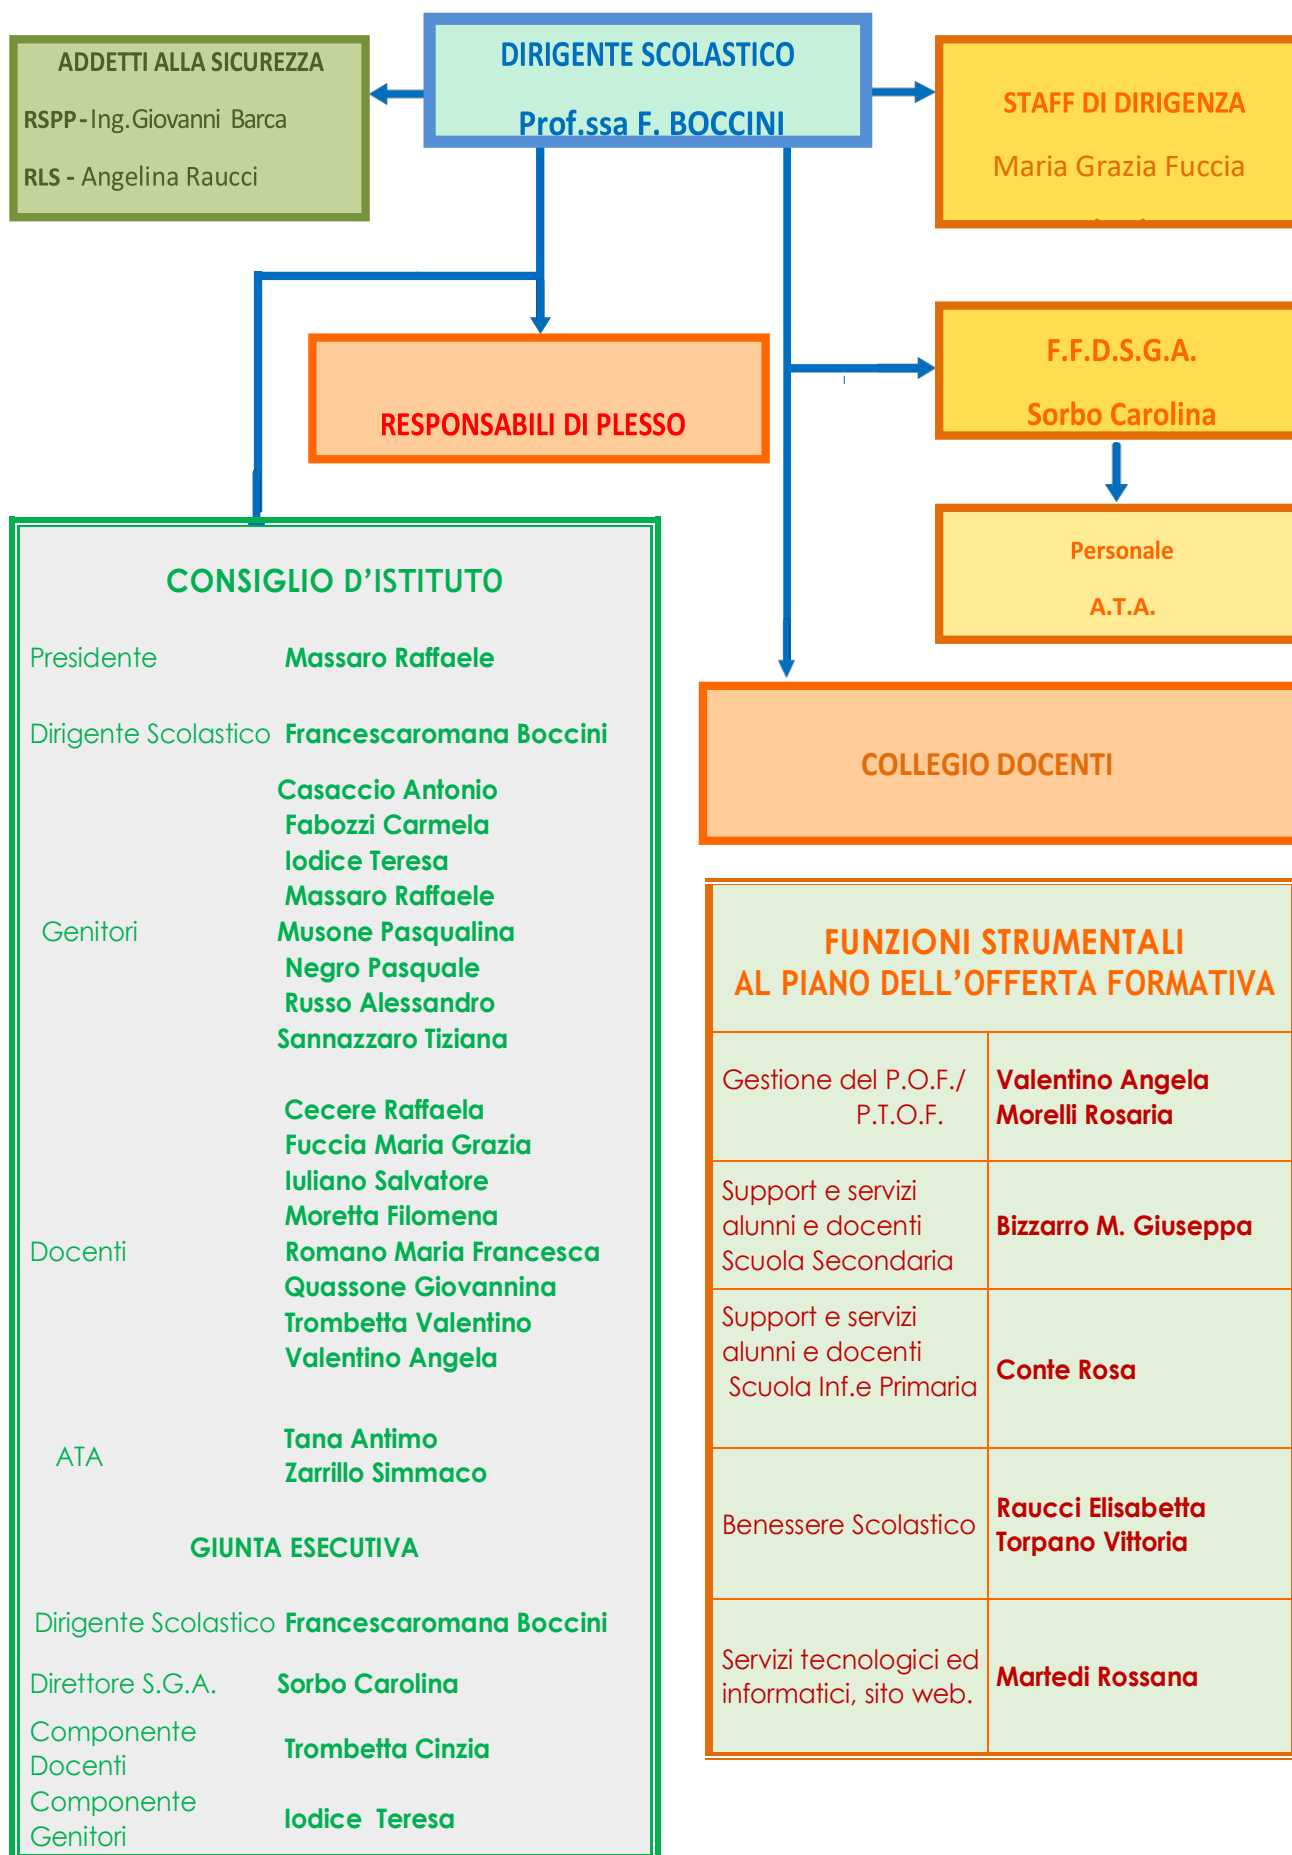 ADDETTI ALLA SICUREZZA
RSPP-Ing.Giovanni Barca
RLS - Angelina Raucci
DIRIGENTE SCOLASTICO
Prof.ssa F. BOCCINI
STAFF DI DIRIGENZA
Maria Grazia Fuccia
RESPONSABILI DI PLESSO
F.F.D.S.G.A.
Sorbo Carolina
Personale
A.T.A.
COLLEGIO DOCENTI
CONSIGLIO D’ISTITUT0
Presidente Massaro Raffaele
Dirigente Scolastico Francescaromana Boccini
Casaccio Antonio
Fabozzi Carmela
Iodice Teresa
Massaro Raffaele
Genitori Musone Pasqualina
Negro Pasquale
Russo Alessandro
Sannazzaro Tiziana
Cecere Raffaela
Fuccia Maria Grazia
Iuliano Salvatore
Moretta Filomena
Docenti Romano Maria Francesca
Quassone Giovannina
Trombetta Valentino
Valentino Angela
Tana Antimo
ATA
Zarrillo Simmaco
GIUNTA ESECUTIVA
Dirigente Scolastico Francescaromana Boccini
Direttore S.G.A. Sorbo Carolina
Componente
Docenti
Trombetta Cinzia
Componente
Genitori
Iodice Teresa
FUNZIONI STRUMENTALI
AL PIANO DELL’OFFERTA FORMATIVA
Gestione del P.O.F./
P.T.O.F.
Valentino Angela
Morelli Rosaria
Support e servizi
alunni e docenti
Scuola Secondaria
Bizzarro M. Giuseppa
Support e servizi
alunni e docenti
Scuola Inf.e Primaria
Conte Rosa
Benessere Scolastico
Raucci Elisabetta
Torpano Vittoria
Servizi tecnologici ed
informatici, sito web.
Martedi Rossana